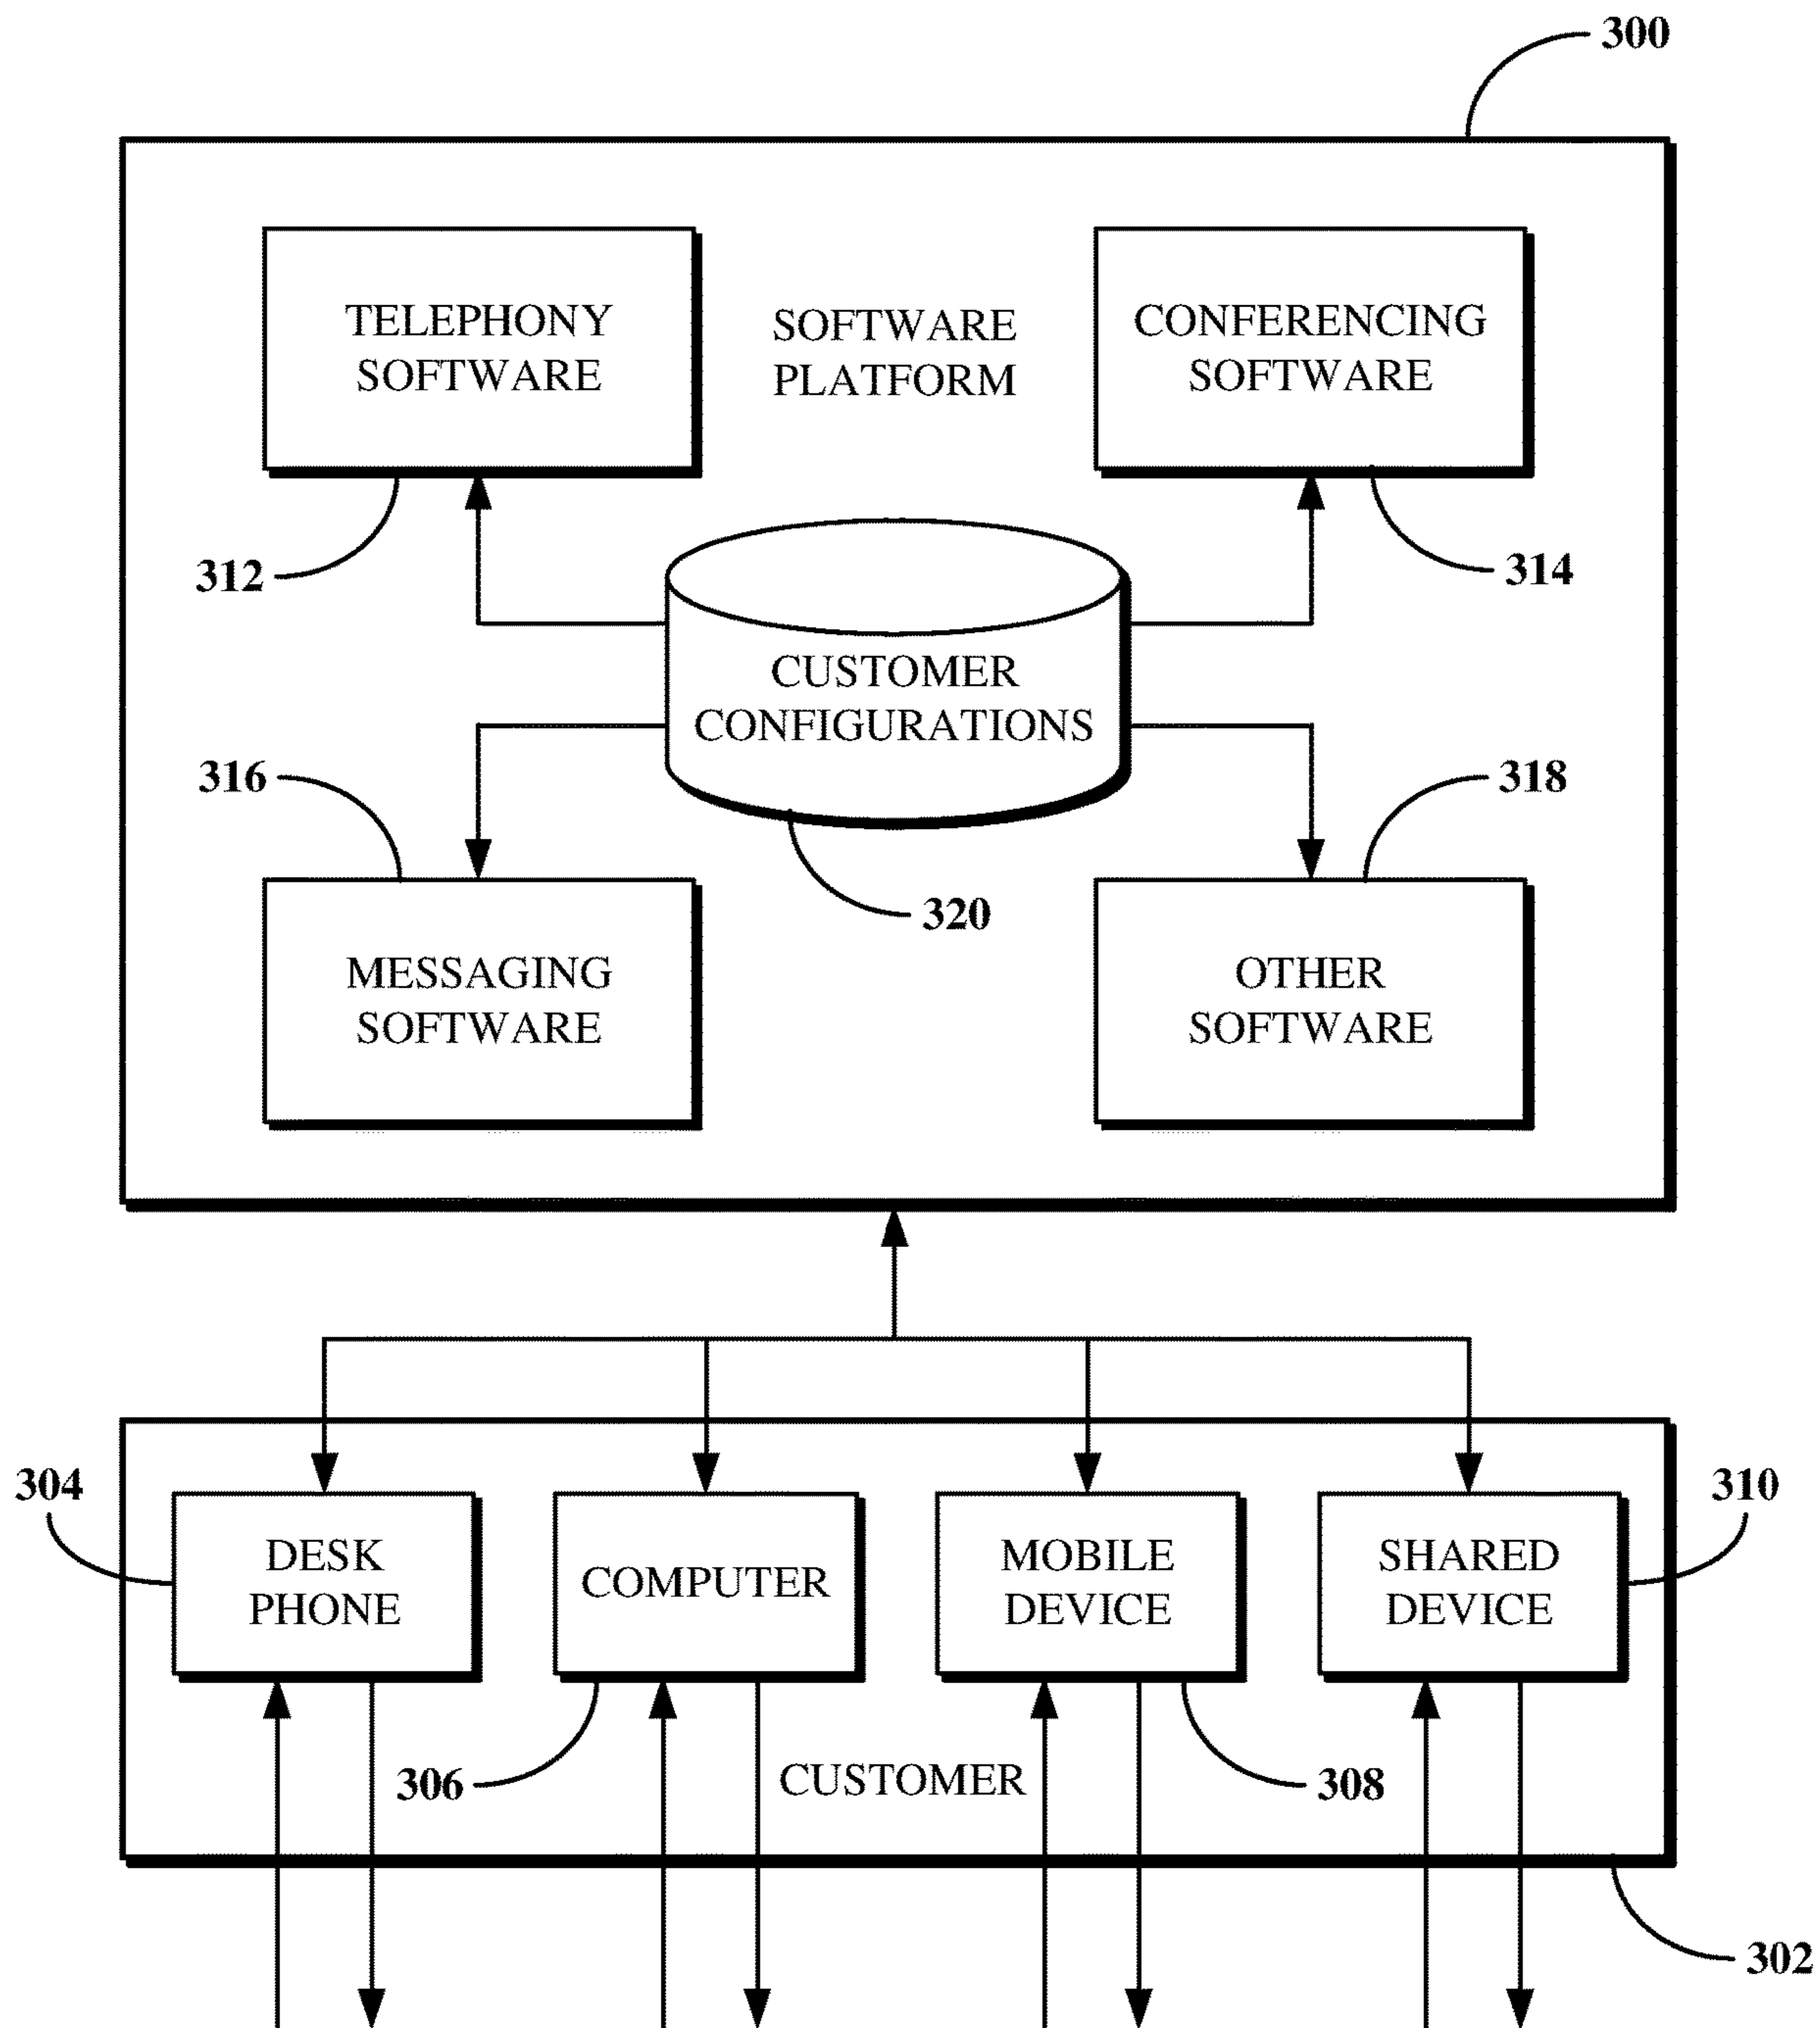 300
TELEPHONY
SOFTWARE
SOFTWARE
PLATFORM
CONFERENCING
SOFTWARE
312
314
CUSTOMER
CONFIGURATIONS
316
318
320
MESSAGING
SOFTWARE
OTHER
SOFTWARE
304
310
DESK
PHONE
COMPUTER
MOBILE
DEVICE
SHARED
DEVICE
306
CUSTOMER
308
302